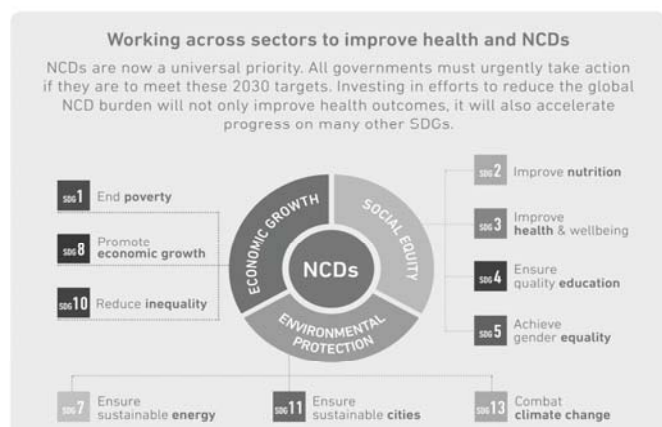 Working across sectors to improve health and NCDs
NCDs are now a universal priority. All governments must urgently take action
if they are to meet these 2030 targets. Investing in efforts to reduce the global
NCD burden will not only improve health outcomes, it will also accelerate
progress on many other SDGs.
SDG 1 End poverty
SDG 8 Promote
economic growth
SDG 10 Reduce inequality
ECONOMIC GROWTH
SOCIAL EQUITY
NCDs
ENVIRONMENTAL
PROTECTION
SDG 2 Improve nutrition
SDG 3 Improve
health & wellbeing
SDG 4 Ensure
quality education
SDG 5 Achieve
gender equality
SDG 7 Ensure
sustainable energy
SDG 11 Ensure
sustainable cities
SDG 13 Combat
climate change